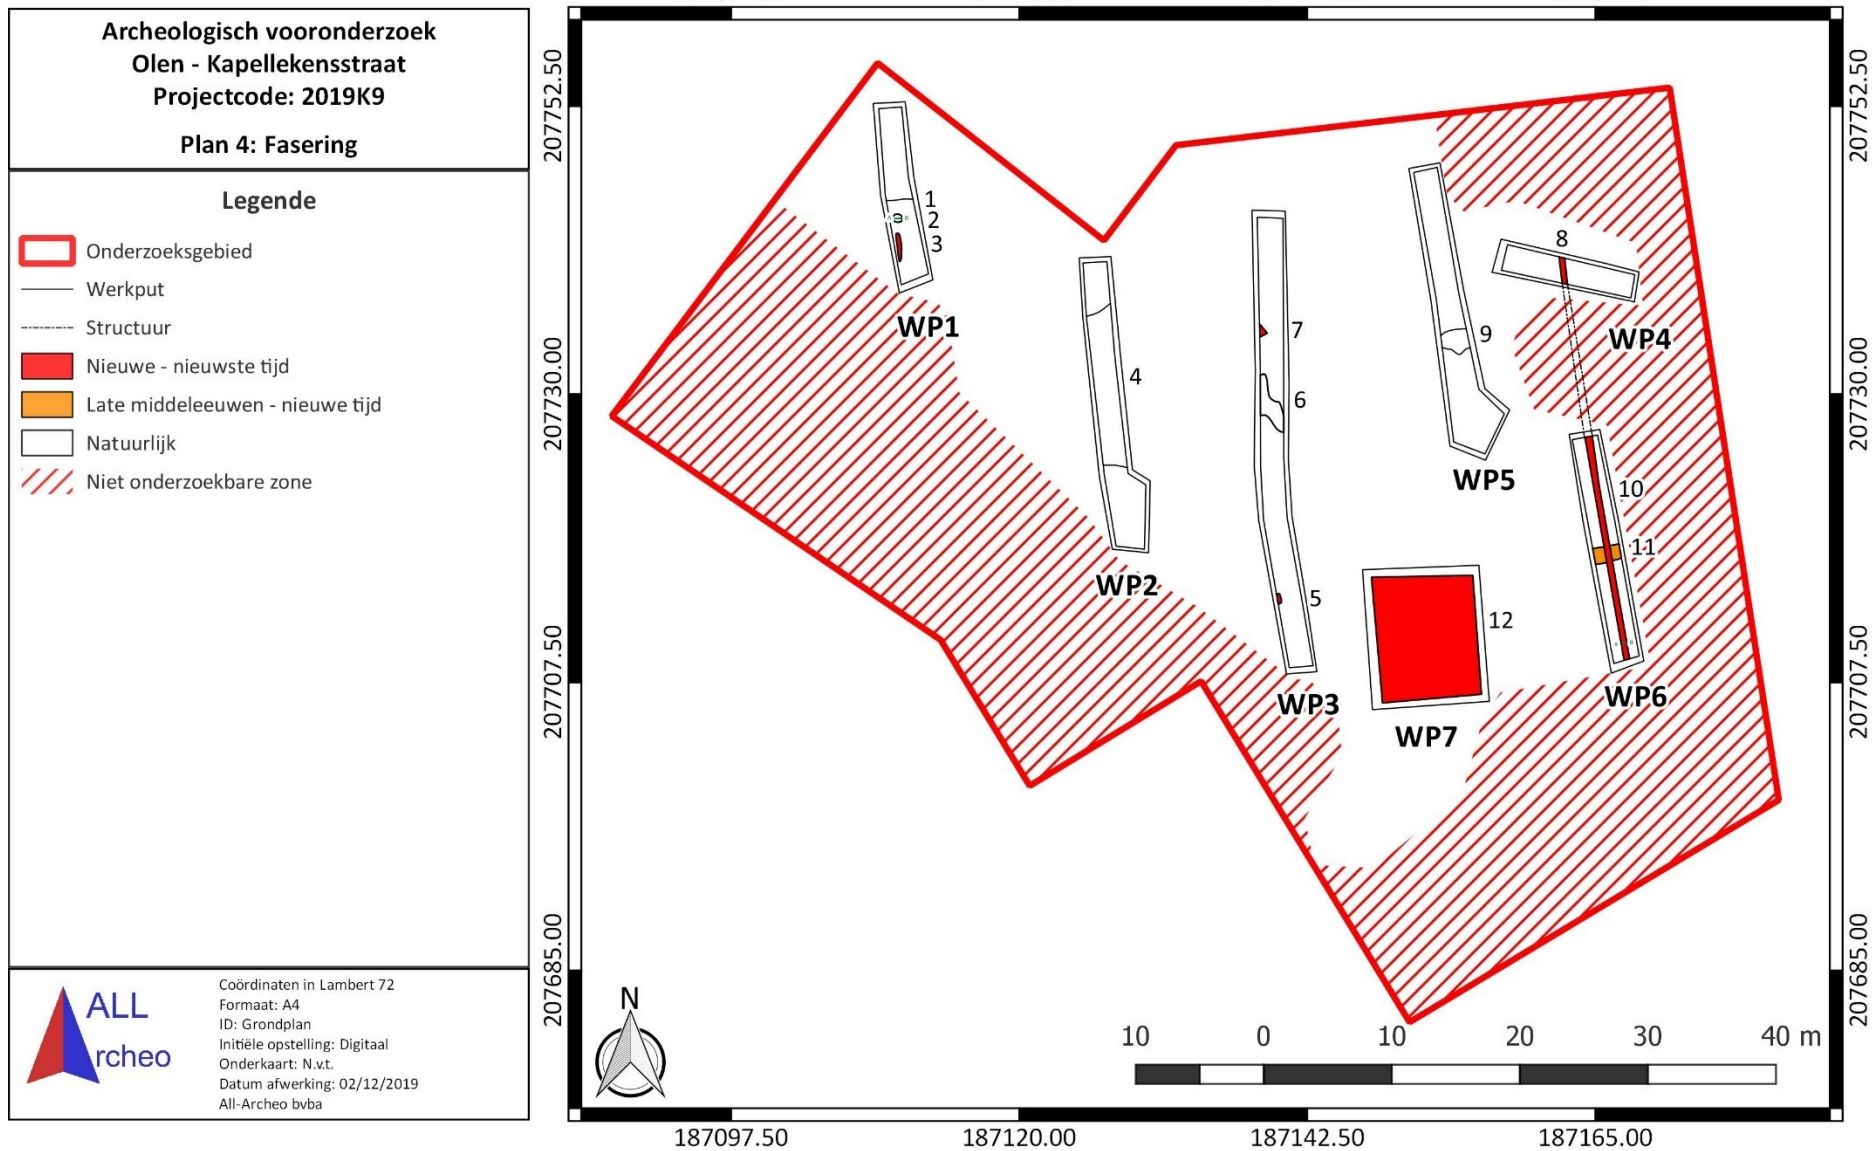 Archeologisch vooronderzoek
Olen - Kapellekensstraat
Projectcode: 2019K9
Plan 4: Fasering
Legende
Onderzoeksgebied
Werkput
Structuur
Nieuwe - nieuwste tijd
Late middeleeuwen - nieuwe tijd
Natuurlijk
Niet onderzoekbare zone
ALL
rcheo
Coördinaten in Lambert 72
Formaat: A4
ID: Grondplan
Initiële opstelling: Digitaal
Onderkaart: N.v.t.
Datum afwerking: 02/12/2019
All-Archeo bvba
207752.50
207730.00
207707.50
207685.00
1
2
3
WP1
4
WP2
7
6
5
WP3
9
WP5
8
WP4
10
11
WP6
12
WP7
N
10 0 10 20 30 40 m
207752.50
207730.00
207707.50
207685.00
187097.50 187120.00 187142.50 187165.00